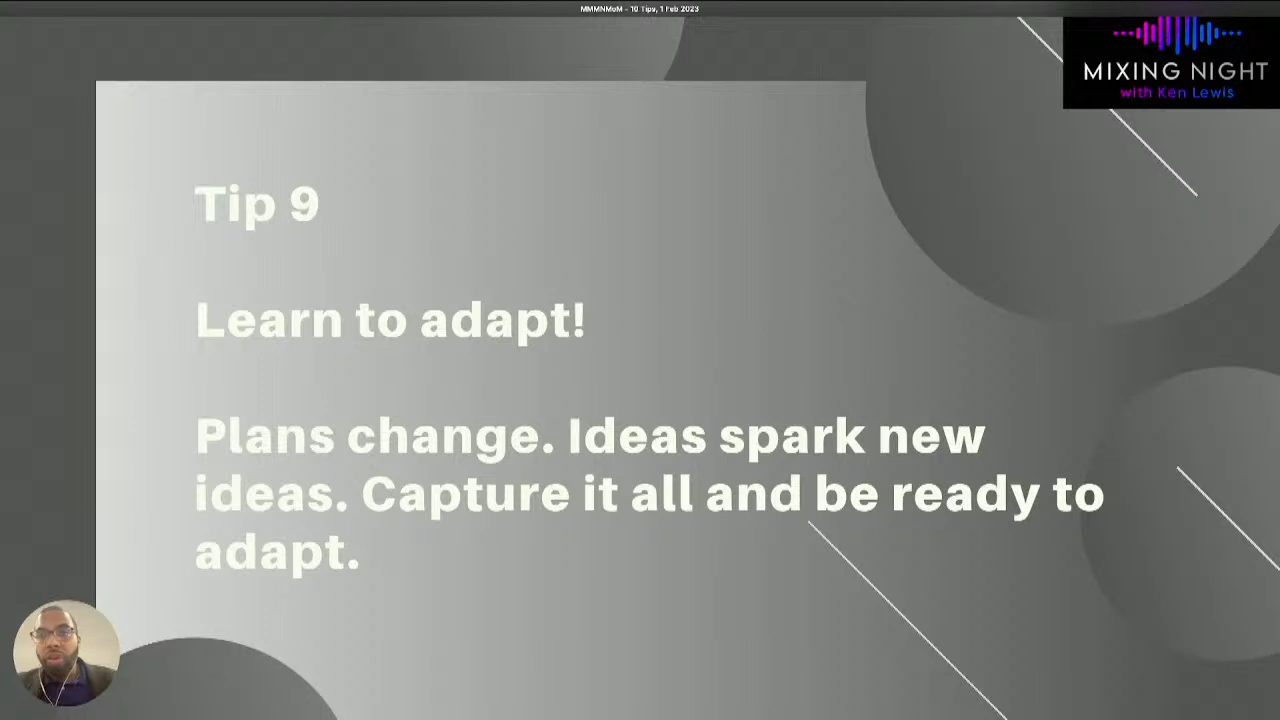 MMMNMoM - 10 Tips, 1 Feb 2023
MIXING NIGHT
with Ken Lewis
Tip 9
Learn to adapt!
Plans change. Ideas spark new
ideas. Capture it all and be ready to
adapt.